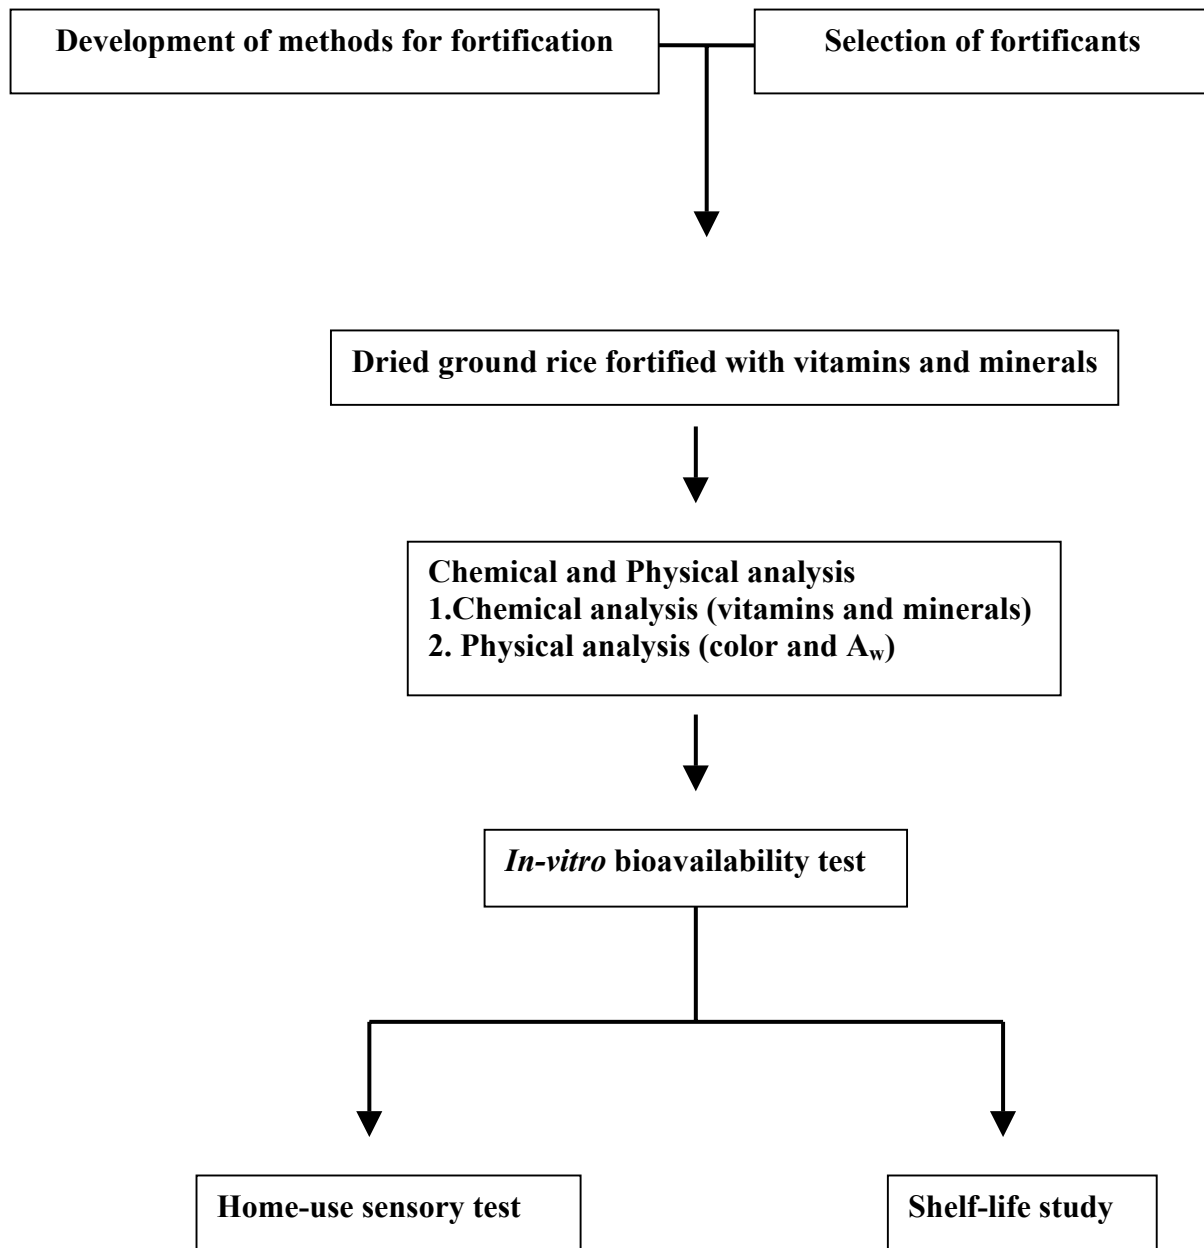 Development of methods for fortification
Selection of fortificants
Dried ground rice fortified with vitamins and minerals
Chemical and Physical analysis
1.Chemical analysis (vitamins and minerals)
2. Physical analysis (color and Aw)
In-vitro bioavailability test
Home-use sensory test
Shelf-life study